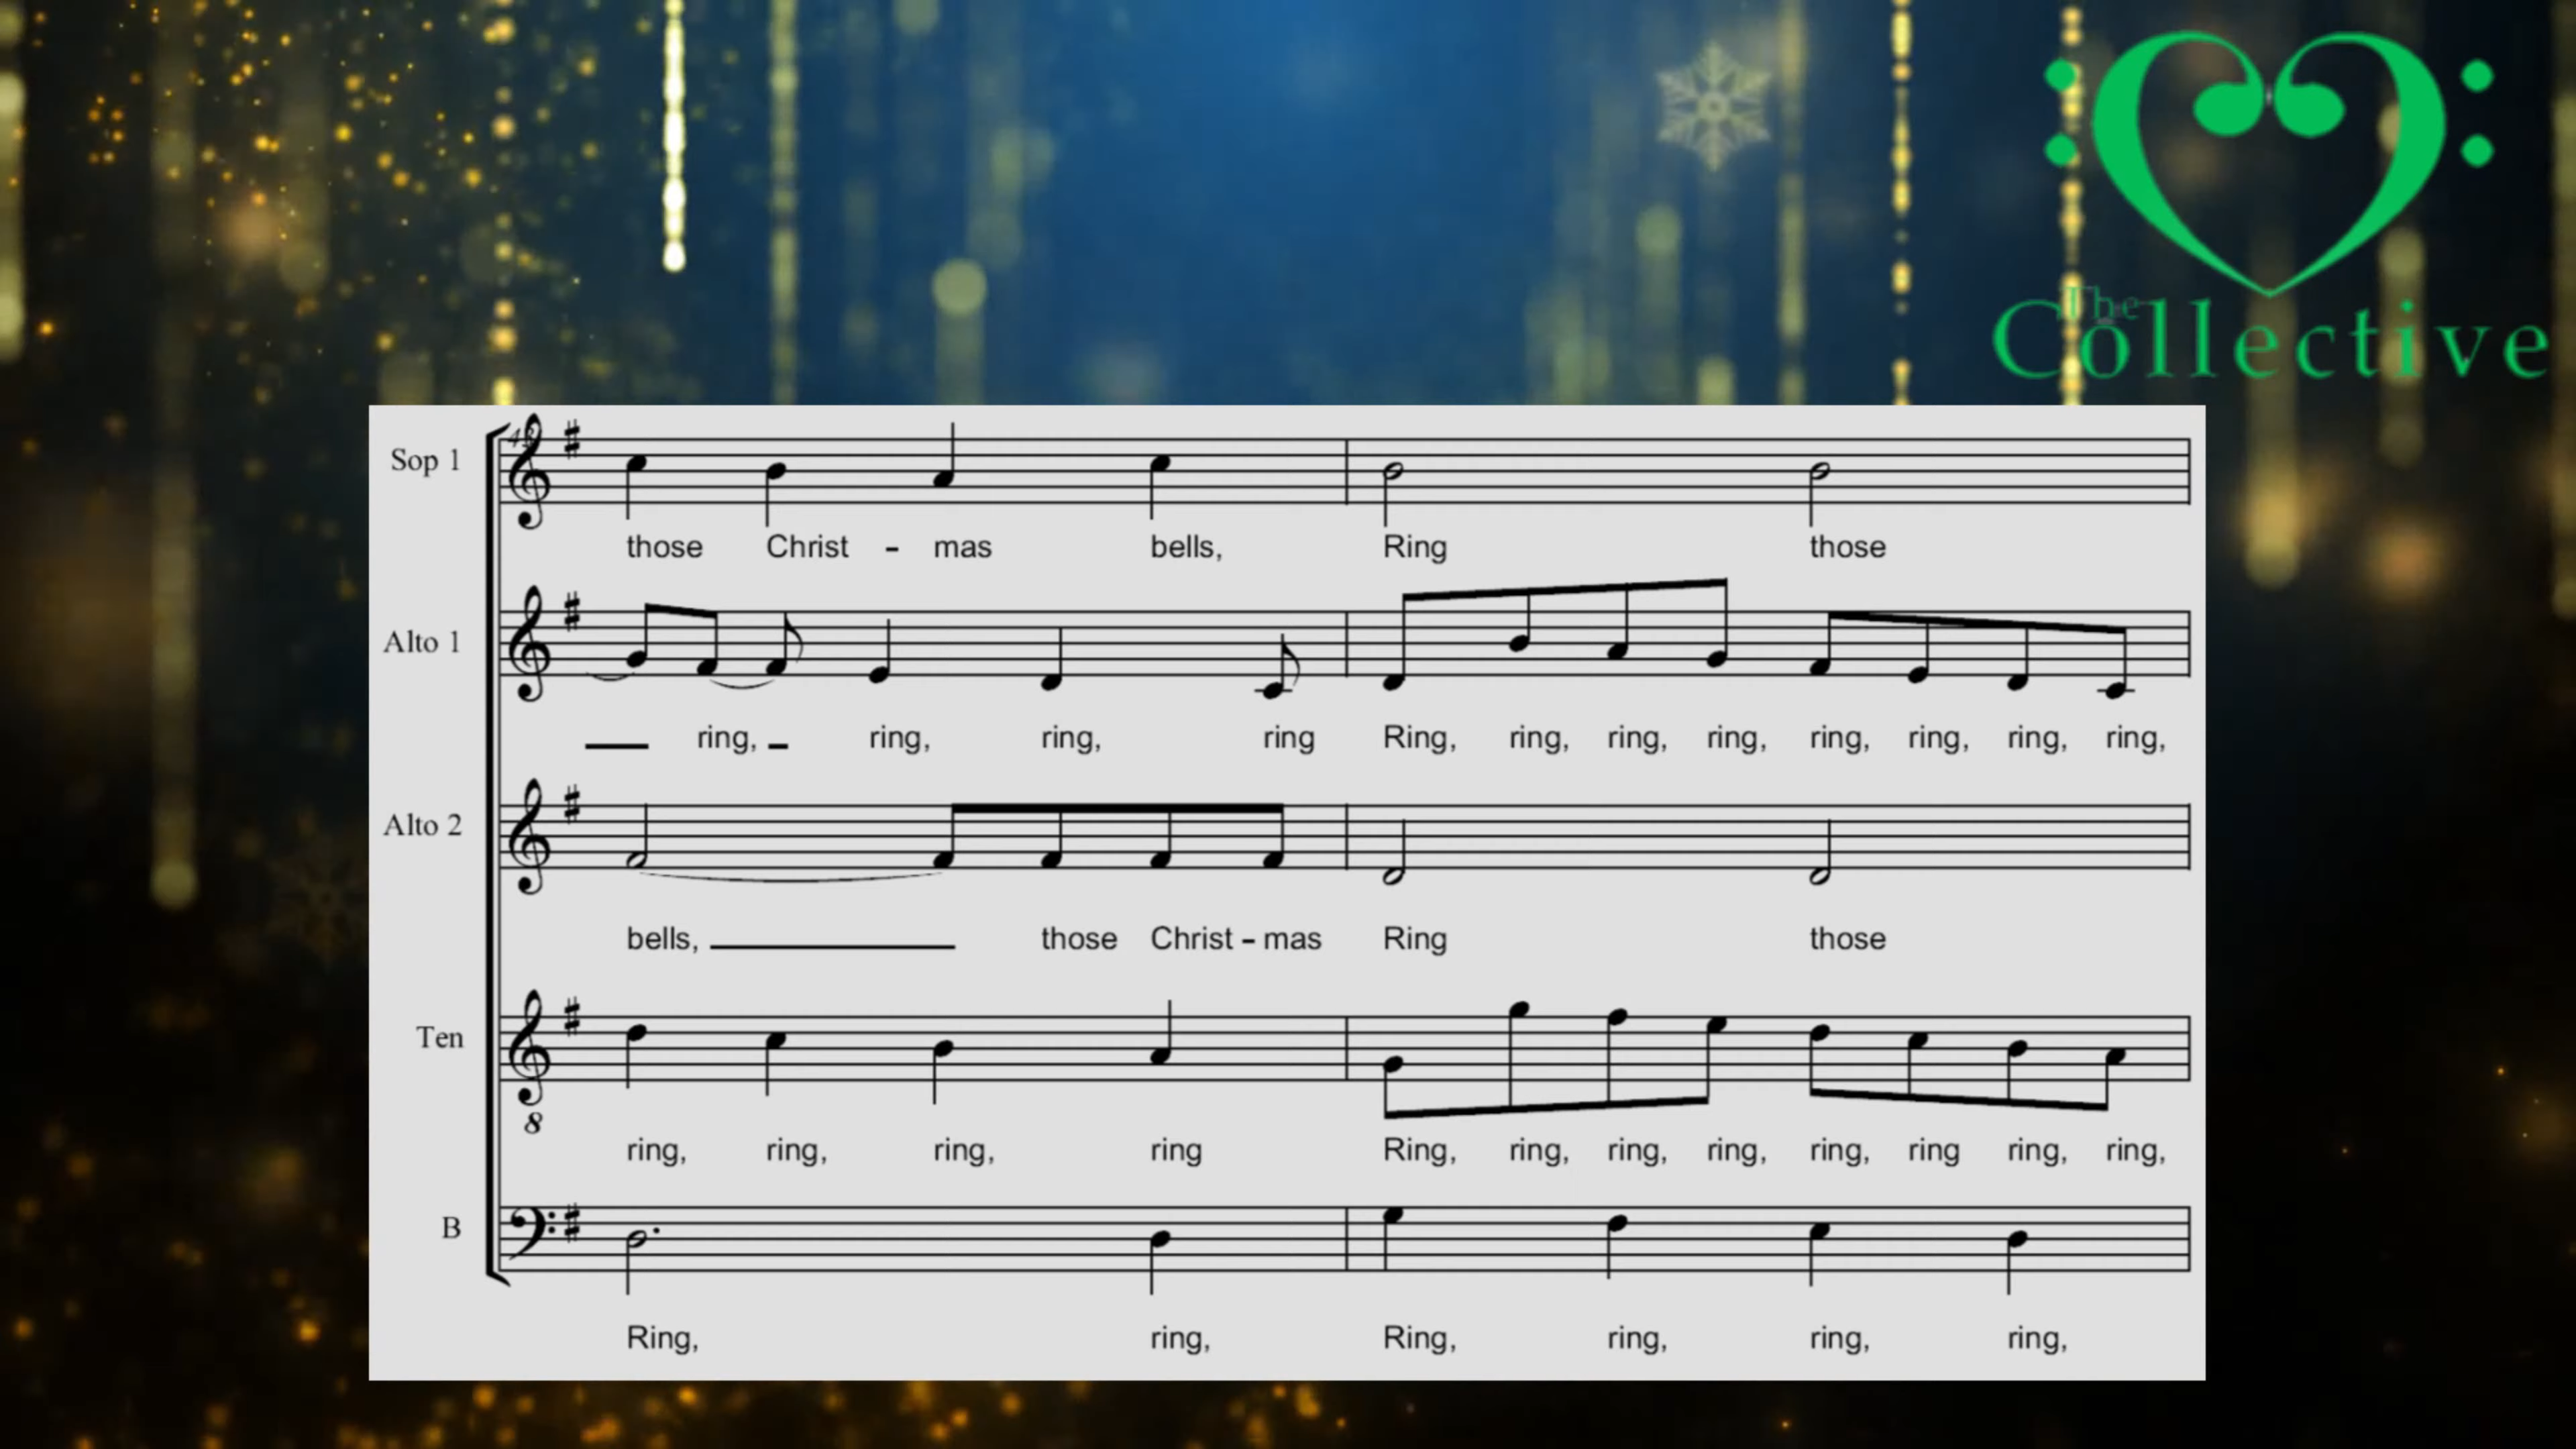 The
Collective
Sop 1
those Christ - mas bells, Ring those
Alto 1
ring, ring, ring, ring Ring, ring, ring, ring, ring, ring, ring, ring,
Alto 2
bells, those Christ - mas Ring those
Ten
8
ring, ring, ring, ring Ring, ring, ring, ring, ring, ring ring, ring,
B
Ring, ring, Ring, ring, ring, ring,